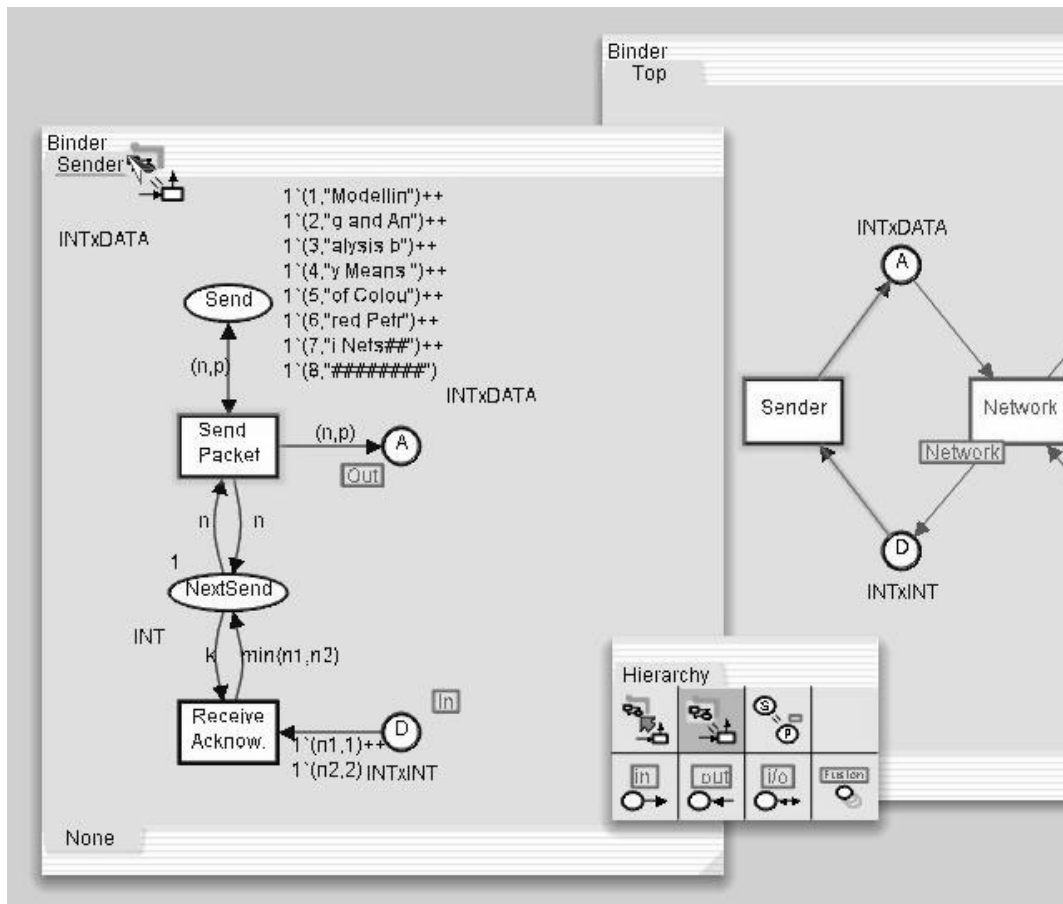 Binder
Top
Binder
Sender
1`(1,"Modellin")++
1`(2,"g and An")++
1`(3,"alysis b")++
1`(4,"y Means ")++
1`(5,"of Colou")++
1`(6,"red Petr")++
1`(7,"i Nets##")++
1`(8,"########")
INTxDATA
INTxDATA
Send
(n,p)
INTxDATA
Send
Packet
(n,p)
A
Out
n
n
1
NextSend
INT
k
min(n1,n2)
Receive
Acknow.
In
D
1`(n1,1)++
1`(n2,2)
INTxINT
None
A
Sender
Network
Network
D
INTxINT
Hierarchy
S
P
in
out
i/o
Fusion